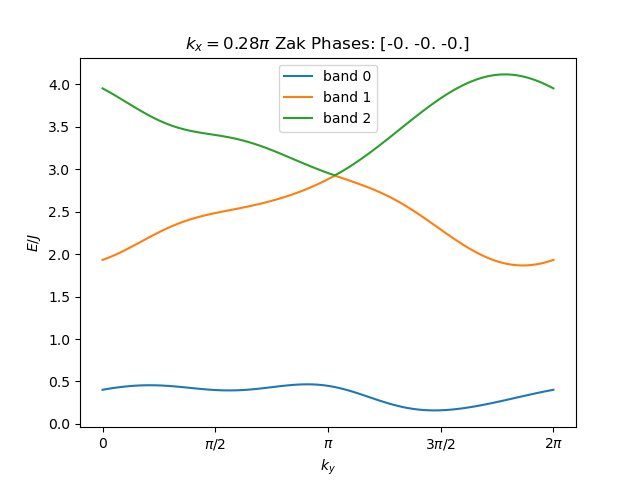 $k_x = 0.28\pi$ Zak Phases: [-0. -0. -0.]
band 0
band 1
band 2
4.0
3.5
3.0
2.5
2.0
1.5
1.0
0.5
0.0
E/J
0 π/2 π 3π/2 2π
$k_y$